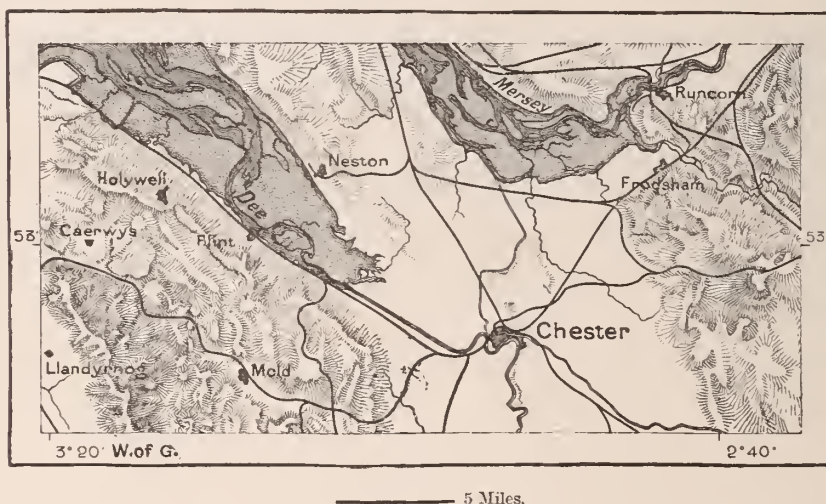 Mersey
Runcorn
Neston
Holywell
Frodsham
Dee
53°
Caerwys
Flint
53
Chester
Llandyrnog
Mold
3° 20' W. of G.
2° 40'
5 Miles.